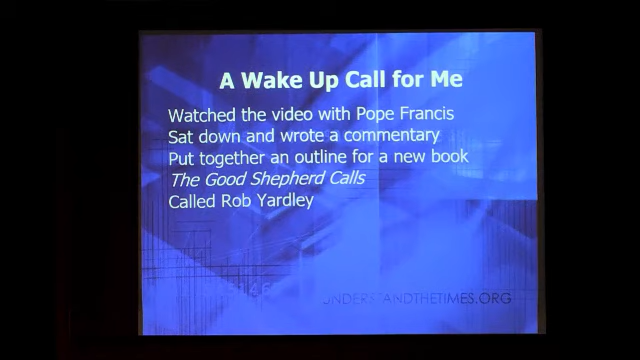 A Wake Up Call for Me
Watched the video with Pope Francis
Sat down and wrote a commentary
Put together an outline for a new book
The Good Shepherd Calls
Called Rob Yardley
UNDERSTANDTHETIMES.ORG